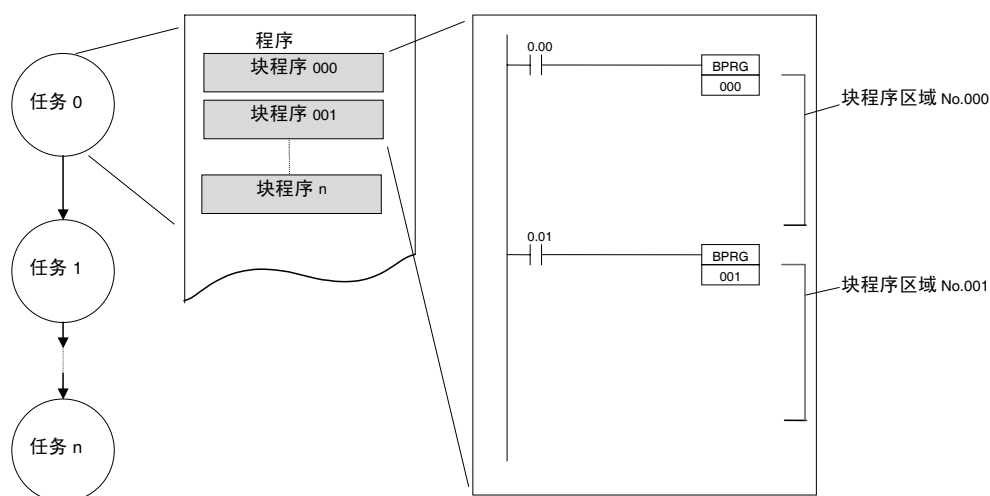 任务 0
任务 1
任务 n
程序
块程序 000
块程序 001
块程序 n
0.00
BPRG
000
块程序区域 No.000
0.01
BPRG
001
块程序区域 No.001